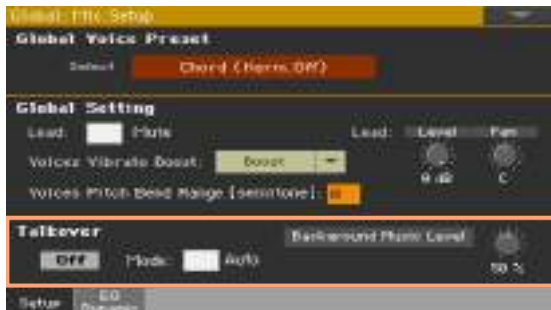 Global: Mic Setup
Global Voice Preset
Select Chord (Harm.Off)
Global Setting
Lead: Mute Lead: Level Pan
Voices Vibrato Boost: Boost
0 dB C
Voices Pitch Bend Range [semitone]:
Talkover
Background Music Level
Off Mode: Auto
50 %
Setup EQ
Dynamic